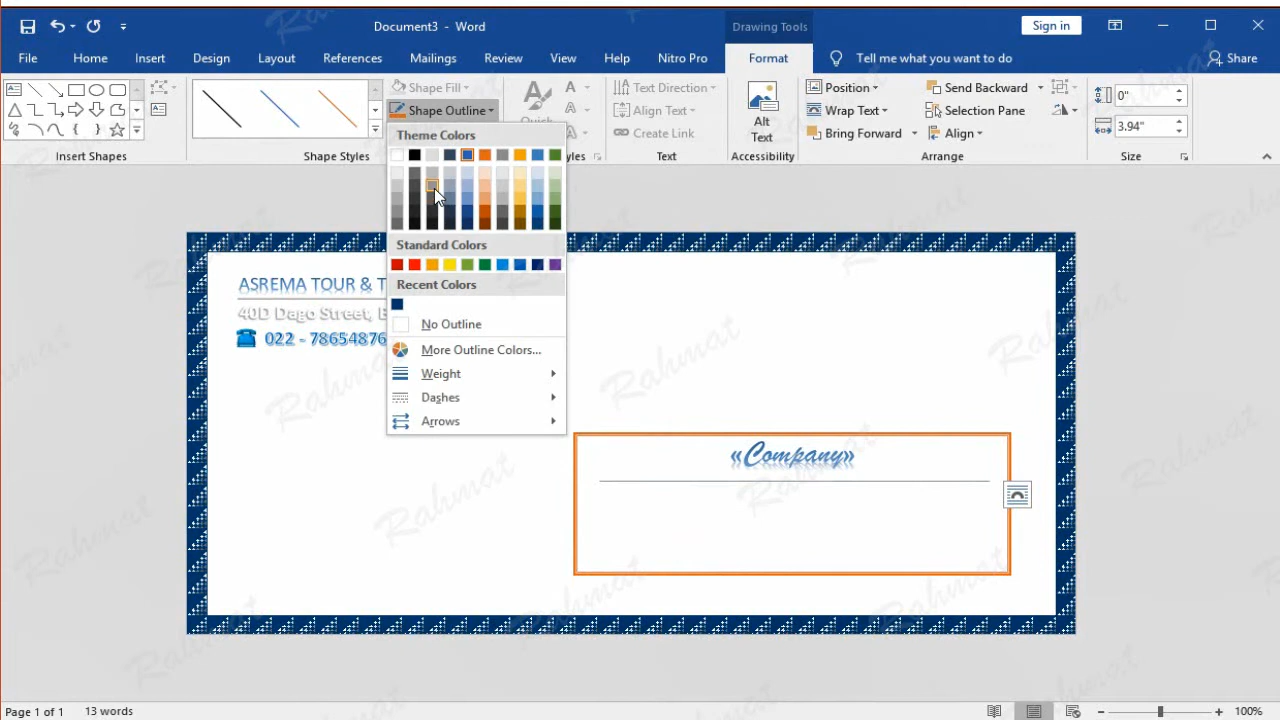 Document3 - Word
Drawing Tools
Sign in
File Home Insert Design Layout References Mailings Review View Help Nitro Pro Format Tell me what you want to do Share
Shape Fill
Shape Outline
Quick
Styles
Insert Shapes
Shape Styles
Text Direction
Align Text
Create Link
Text
Alt
Text
Accessibility
Position
Wrap Text
Bring Forward
Send Backward
Selection Pane
Align
Arrange
0"
3.94"
Size
Theme Colors
Standard Colors
Recent Colors
No Outline
More Outline Colors...
Weight
Dashes
Arrows
ASREMA TOUR & T
40D Dago Street, B
022 - 78654876
«Company»
Rahmat
Page 1 of 1 13 words
100%